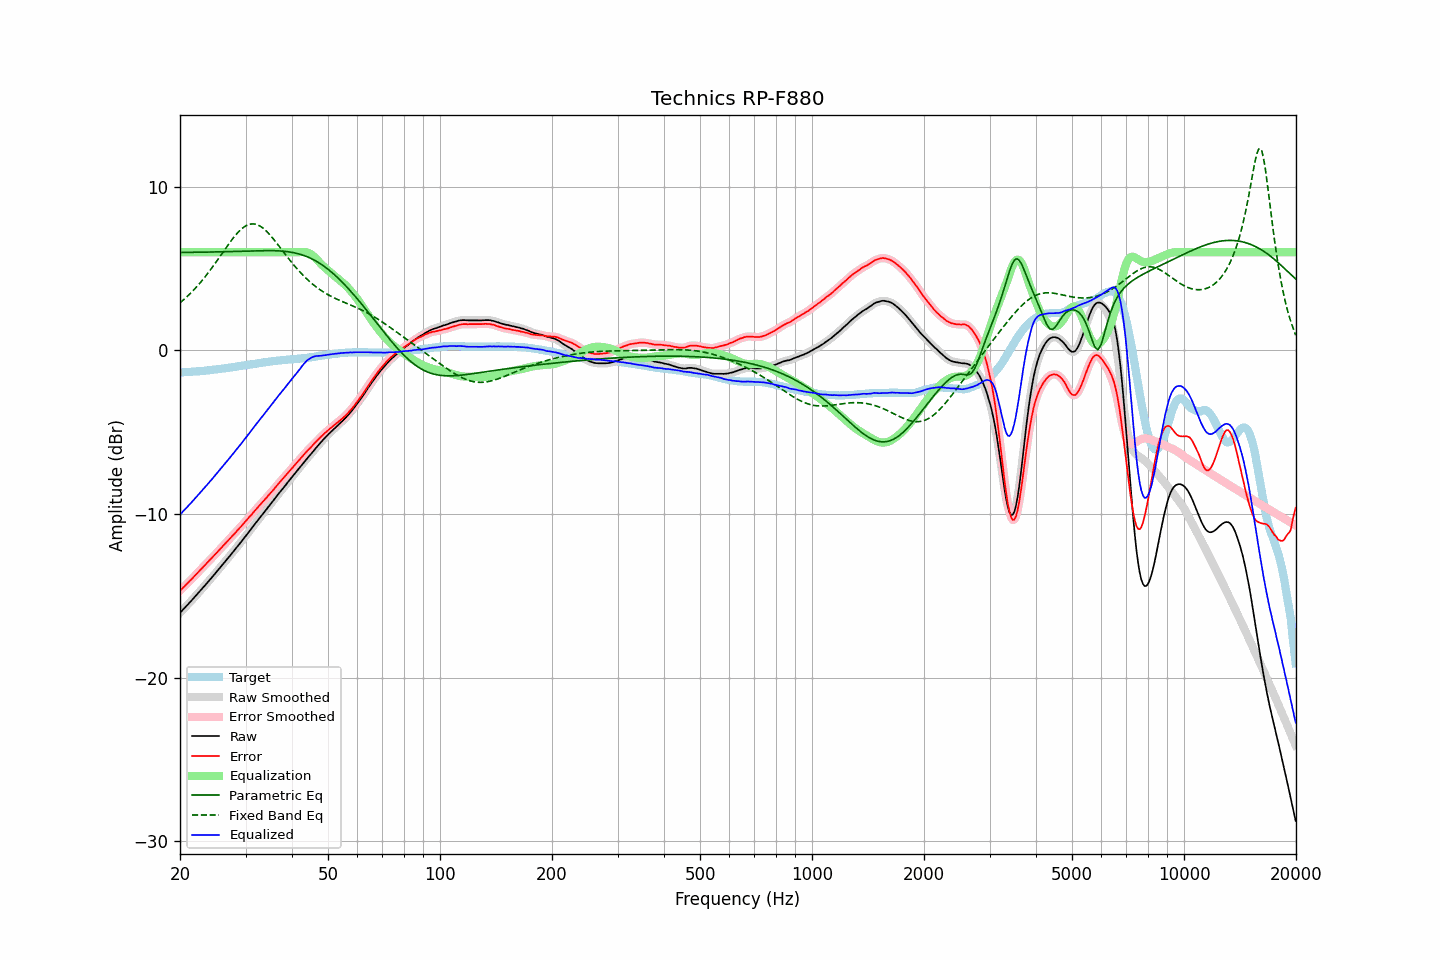 Technics RP-F880
Amplitude (dBr)
10
0
−10
−20
−30
Target
Raw Smoothed
Error Smoothed
Raw
Error
Equalization
Parametric Eq
Fixed Band Eq
Equalized
20
50
100
200
500
1000
2000
5000
10000
20000
Frequency (Hz)